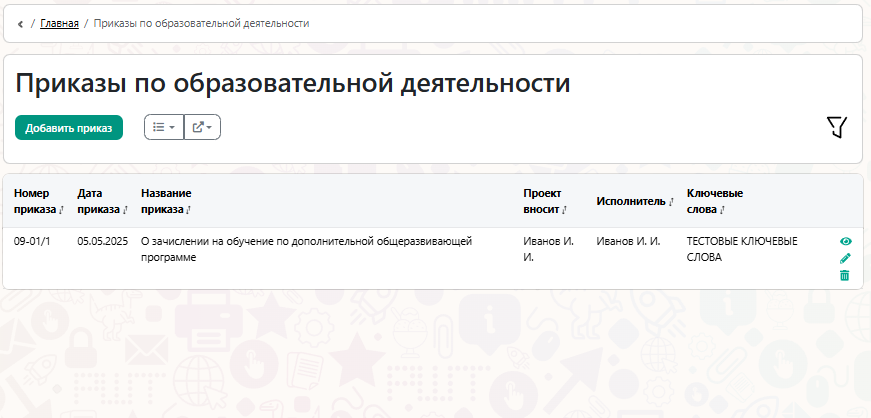 / Главная / Приказы по образовательной деятельности
Приказы по образовательной деятельности
Добавить приказ
Номер приказа
Дата приказа
Название приказа
Проект вносит
Исполнитель
Ключевые слова
09-01/1
05.05.2025
О зачислении на обучение по дополнительной общеразвивающей
программе
Иванов И.
И.
Иванов И. И.
ТЕСТОВЫЕ КЛЮЧЕВЫЕ
СЛОВА